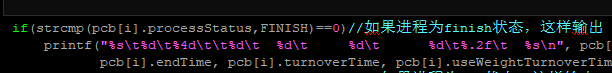 if(strcmp(pcb[i].processStatus,FINISH)==0)//如果进程为finish状态，这样输出
printf("%s\t%d\t%4d\t\t%d\t  %d\t     %d\t       %d\t%.2f\t  %s\n", pcb[
pcb[i].endTime, pcb[i].turnoverTime, pcb[i].useWeightTurnoverT